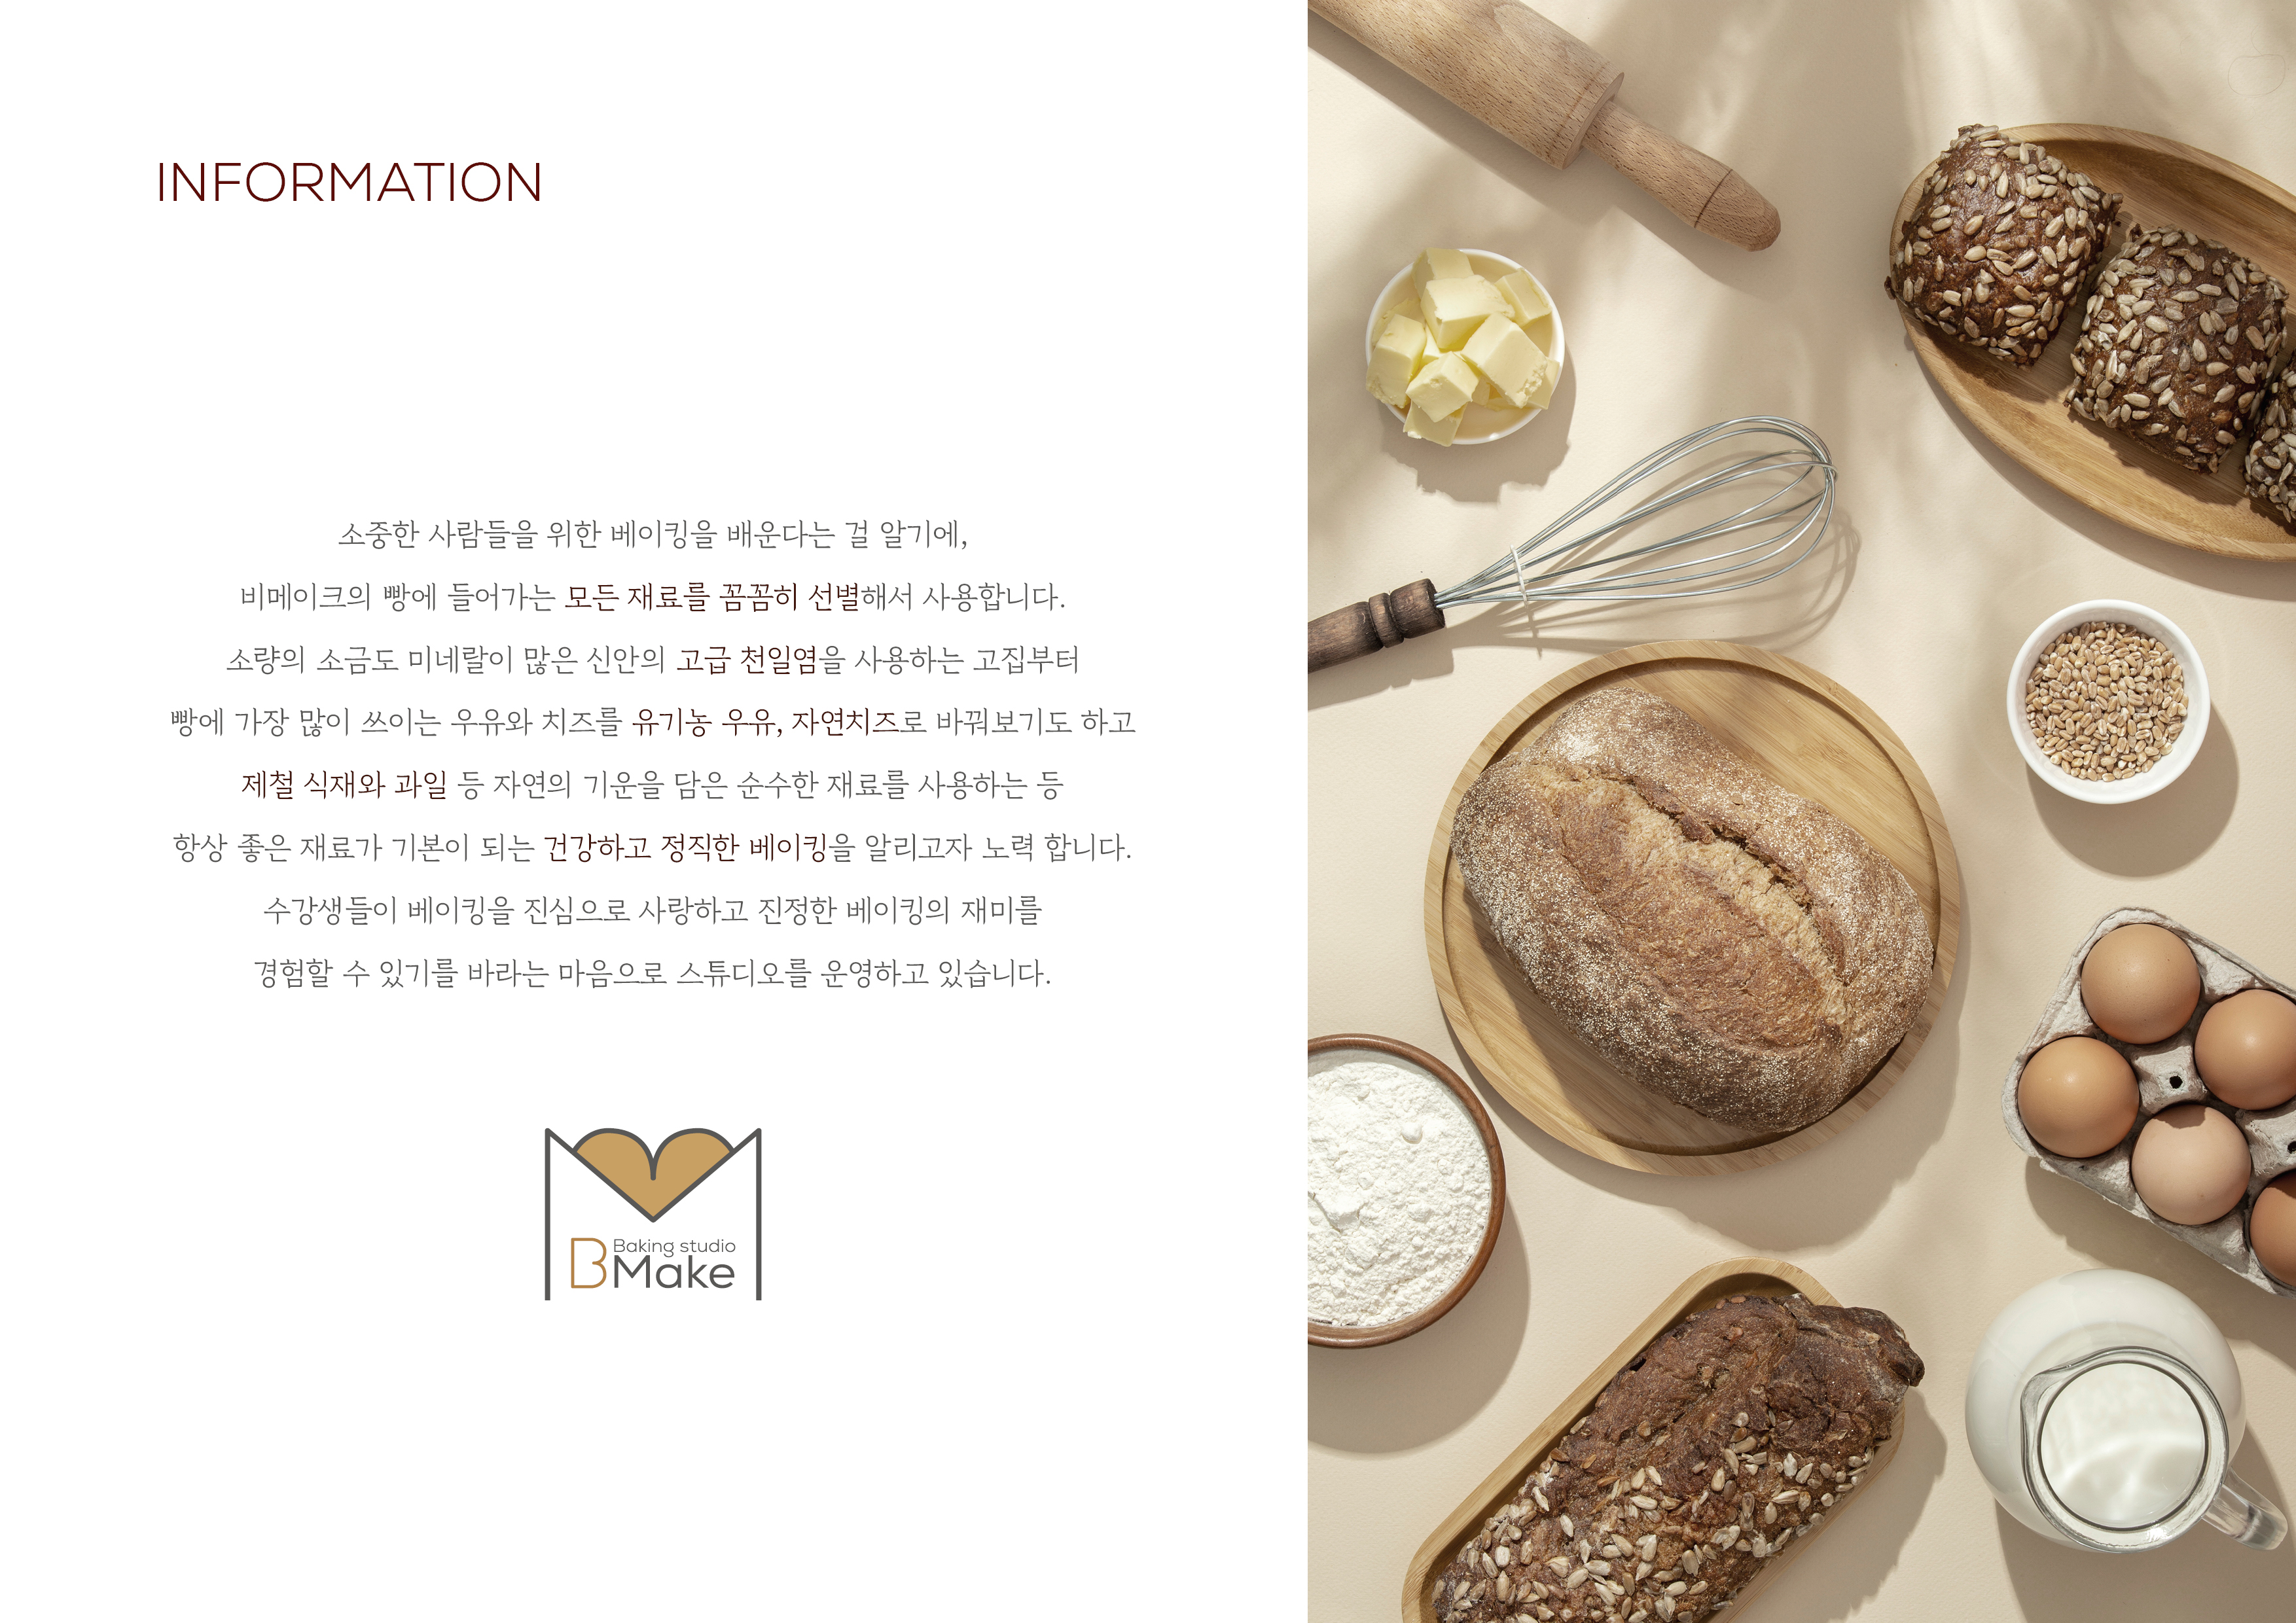 INFORMATION
소중한 사람들을 위한 베이킹을 배운다는 걸 알기에,
비메이크의 빵에 들어가는 모든 재료를 꼼꼼히 선별해서 사용합니다.
소량의 소금도 미네랄이 많은 신안의 고급 천일염을 사용하는 고집부터
빵에 가장 많이 쓰이는 우유와 치즈를 유기농 우유, 자연치즈로 바꿔보기도 하고
제철 식재와 과일 등 자연의 기운을 담은 순수한 재료를 사용하는 등
항상 좋은 재료가 기본이 되는 건강하고 정직한 베이킹을 알리고자 노력 합니다.
수강생들이 베이킹을 진심으로 사랑하고 진정한 베이킹의 재미를
경험할 수 있기를 바라는 마음으로 스튜디오를 운영하고 있습니다.
Baking studio
BMake